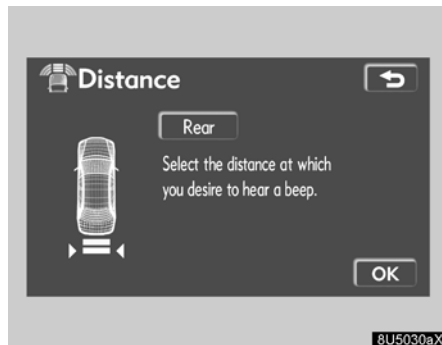 Distance
Rear
Select the distance at which
you desire to hear a beep.
OK
8U5030aX